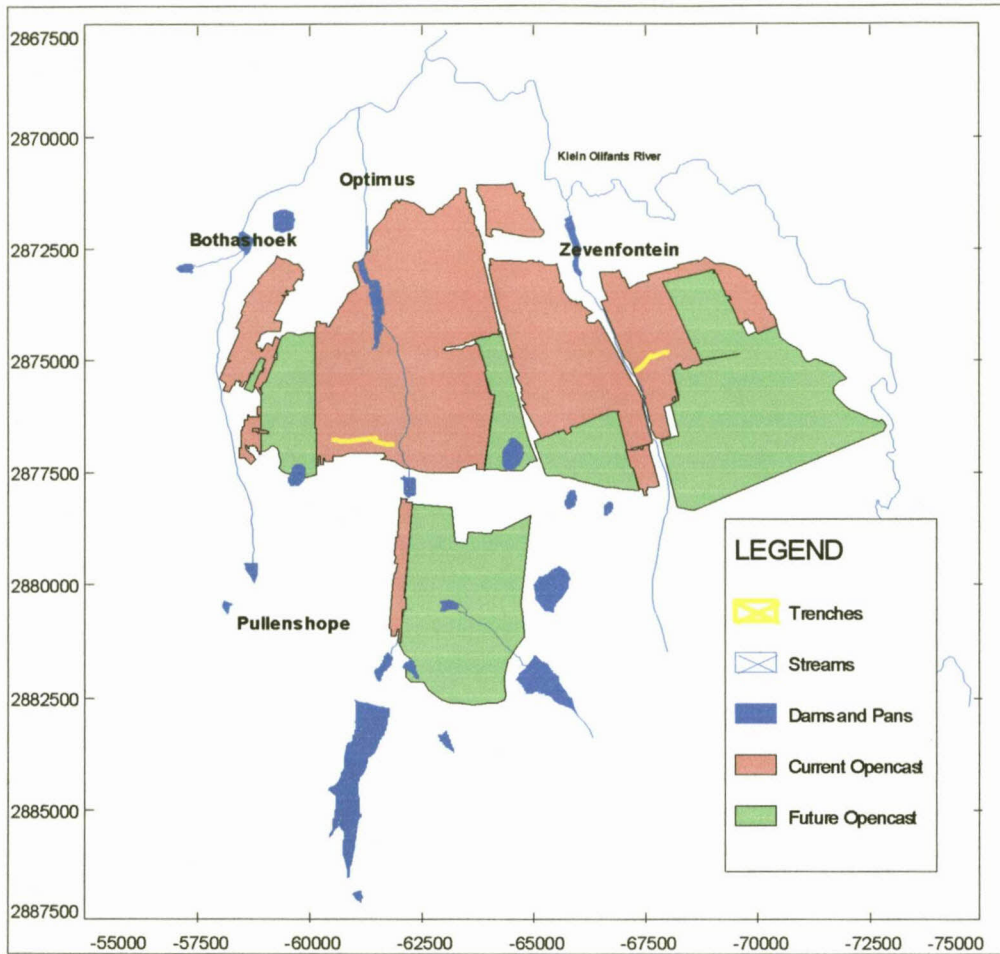 2867500
2870000
Klein Olifants River
Optimus
2872500
Bothashoek
Zevenfontein
2875000
2877500
LEGEND
2880000
Trenches
Pullenshope
Streams
2882500
Dams and Pans
Current Opencast
2885000
Future Opencast
2887500
-55000 -57500 -60000 -62500 -65000 -67500 -70000 -72500 -75000